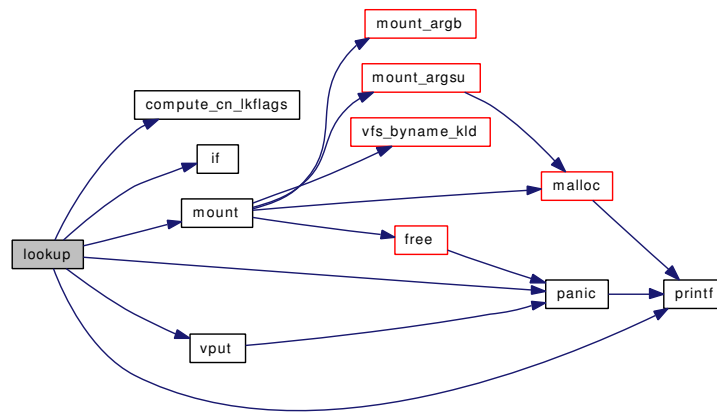 mount_argb
mount_argsu
compute_cn_lkflags
vfs_byname_kld
if
malloc
mount
free
lookup
panic
printf
vput